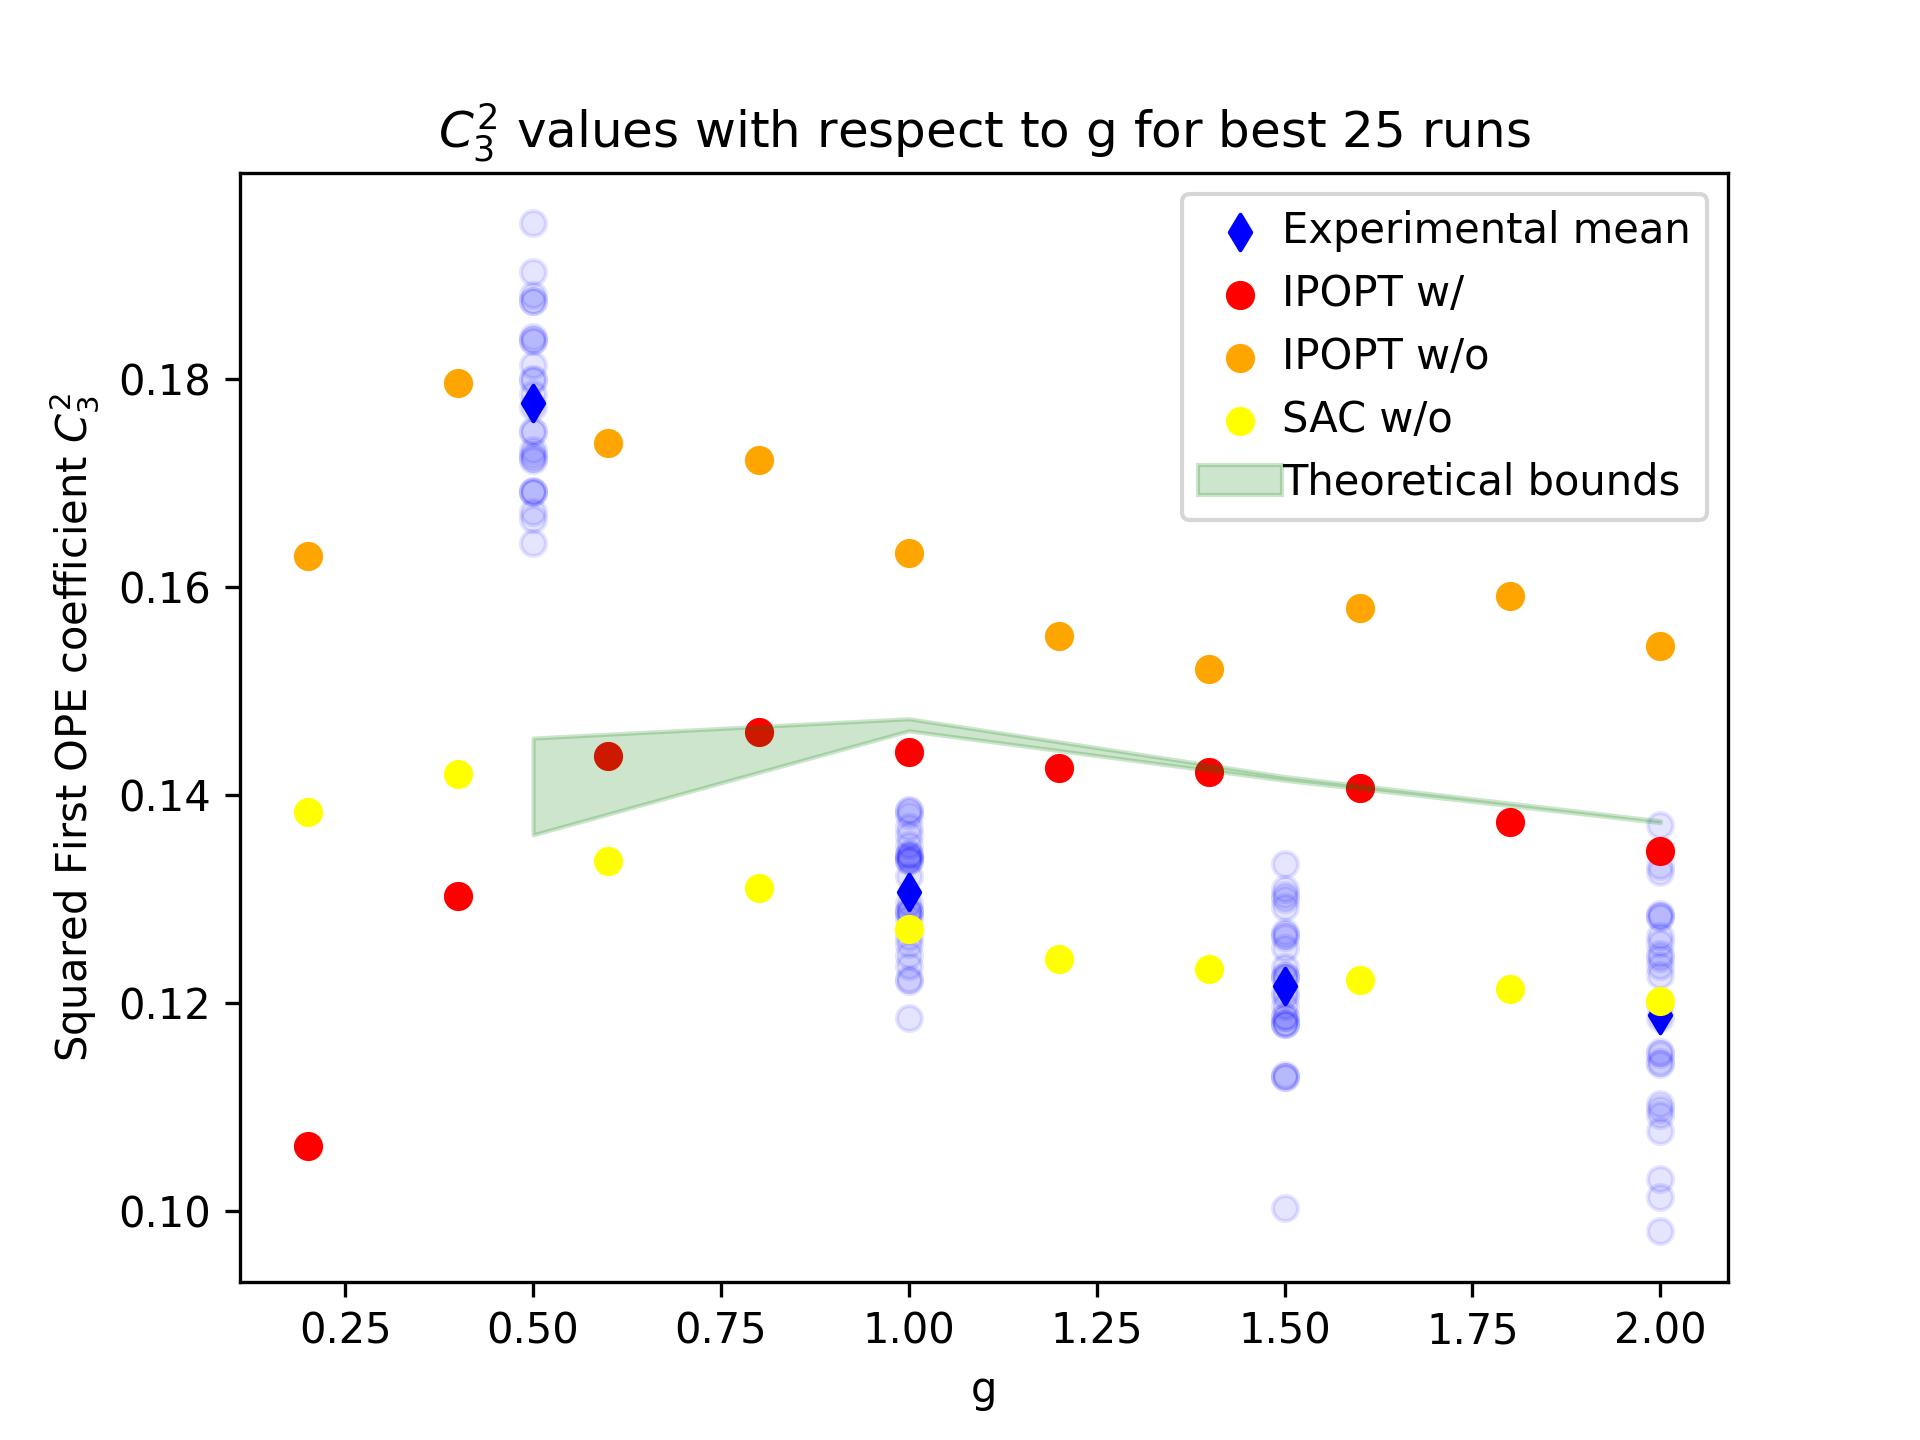 $C_3^2$ values with respect to g for best 25 runs
Experimental mean
IPOPT w/
IPOPT w/o
SAC w/o
Theoretical bounds
Squared First OPE coefficient $C_3^2$
0.18
0.16
0.14
0.12
0.10
0.25 0.50 0.75 1.00 1.25 1.50 1.75 2.00
g